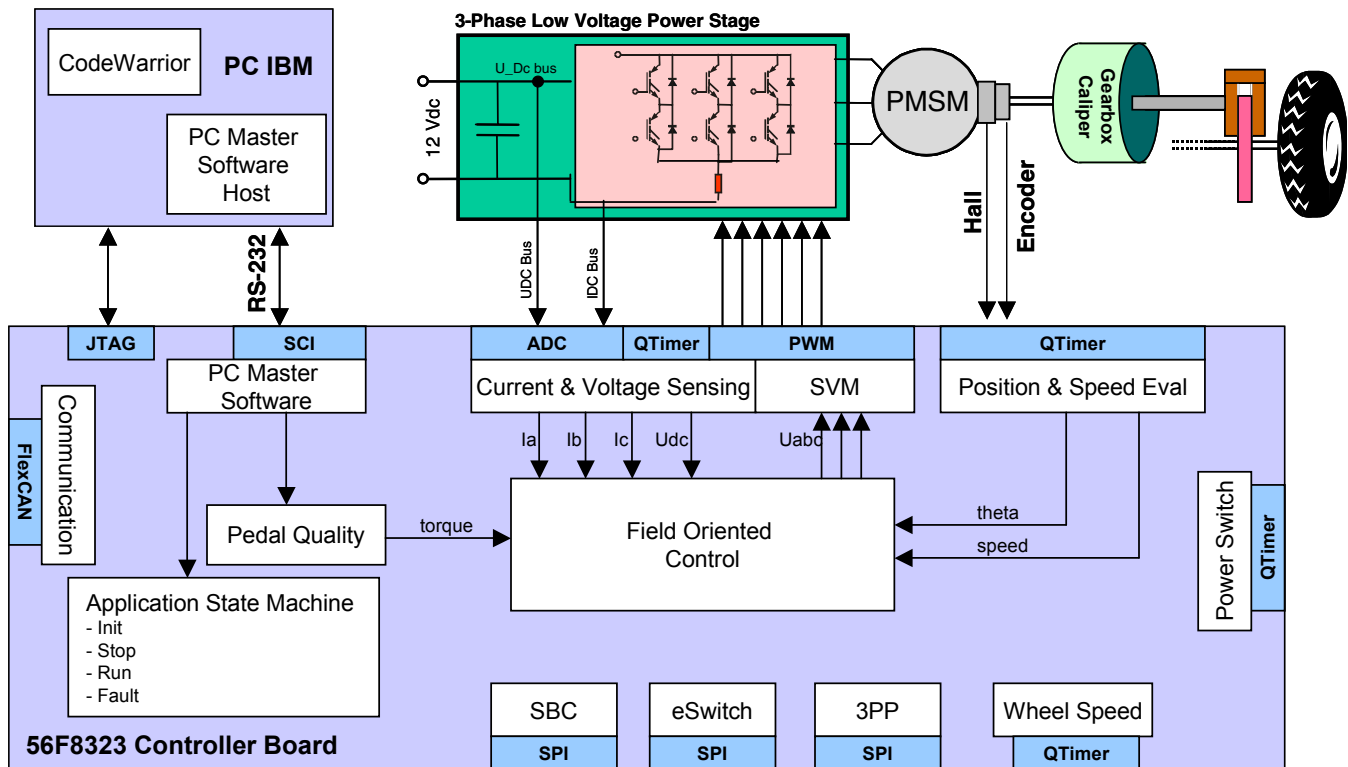 3-Phase Low Voltage Power Stage
CodeWarrior
PC IBM
PC Master
Software
Host
12 Vdc
U_Dc bus
PMSM
Gearbox
Caliper
Hall
Encoder
RS-232
UDC Bus
IDC Bus
JTAG
SCI
ADC
QTimer
PWM
QTimer
PC Master
Software
Current & Voltage Sensing
SVM
Position & Speed Eval
Communication
FlexCAN
Ia
Ib
Ic
Udc
Uabc
Pedal Quality
torque
Field Oriented
Control
theta
speed
Power Switch
QTimer
Application State Machine
- Init
- Stop
- Run
- Fault
SBC
SPI
eSwitch
SPI
3PP
SPI
Wheel Speed
QTimer
56F8323 Controller Board